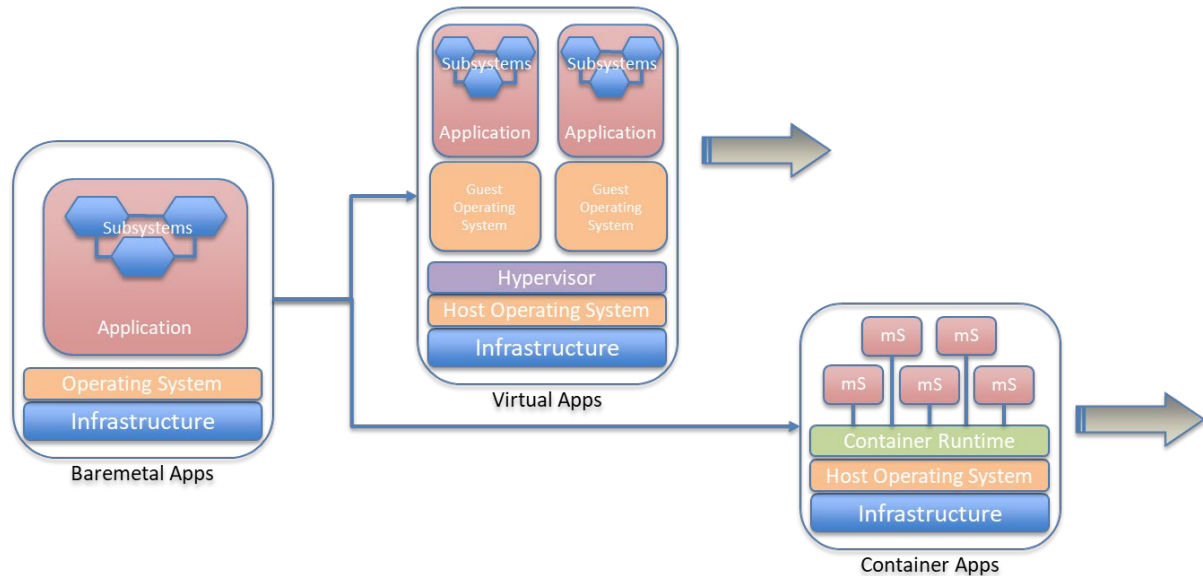 Subsystems
Application
Operating System
Infrastructure
Baremetal Apps
Subsystems
Subsystems
Application
Application
Guest
Operating
System
Guest
Operating
System
Hypervisor
Host Operating System
Infrastructure
Virtual Apps
mS
mS
mS
mS
mS
Container Runtime
Host Operating System
Infrastructure
Container Apps